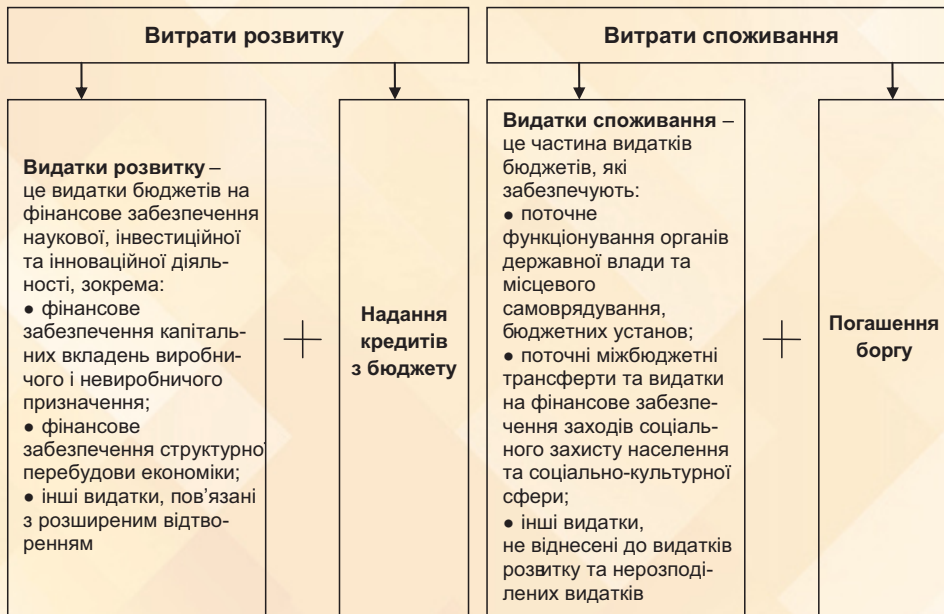 Витрати розвитку
Витрати споживання
Видатки розвитку –
це видатки бюджетів на
фінансове забезпечення
наукової, інвестиційної
та інноваційної діяль-
ності, зокрема:
● фінансове
забезпечення капіталь-
них вкладень виробни-
чого і невиробничого
призначення;
● фінансове
забезпечення структурної
перебудови економіки;
● інші видатки, пов’язані
з розширеним відтво-
ренням
Надання
кредитів
з бюджету
Видатки споживання –
це частина видатків
бюджетів, які
забезпечують:
● поточне
функціонування органів
державної влади та
місцевого
самоврядування,
бюджетних установ;
● поточні міжбюджетні
трансферти та видатки
на фінансове забезпе-
чення заходів соціаль-
ного захисту населення
та соціально-культурної
сфери;
● інші видатки,
не віднесені до видатків
розвитку та нерозподі-
лених видатків
Погашення
боргу